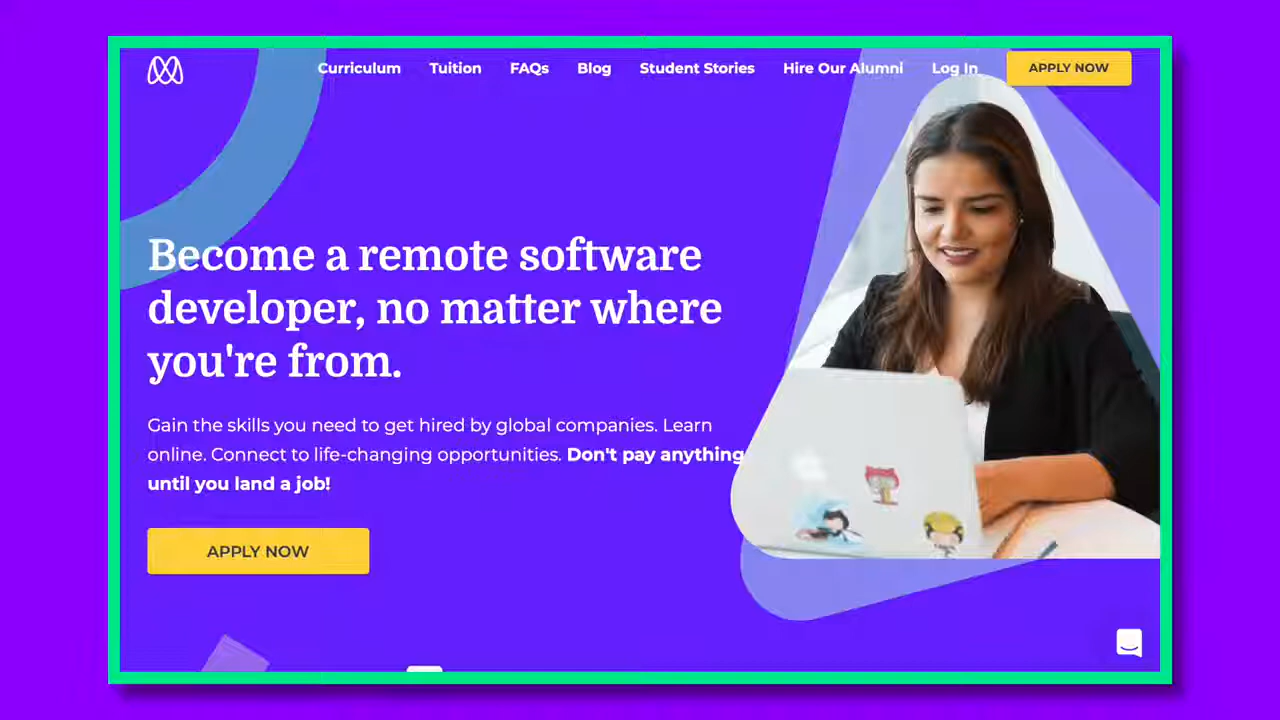 Curriculum Tuition FAQs Blog Student Stories Hire Our Alumni Log In APPLY NOW
Become a remote software
developer, no matter where
you're from.
Gain the skills you need to get hired by global companies. Learn
online. Connect to life-changing opportunities. Don't pay anything
until you land a job!
APPLY NOW